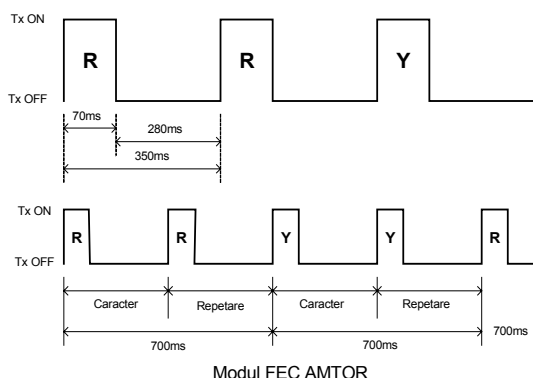 Tx ON
R R Y
Tx OFF
70ms
280ms
350ms
Tx ON
R R Y Y R
Tx OFF
Caracter Repetare Caracter Repetare
700ms 700ms 700ms
Modul FEC AMTOR